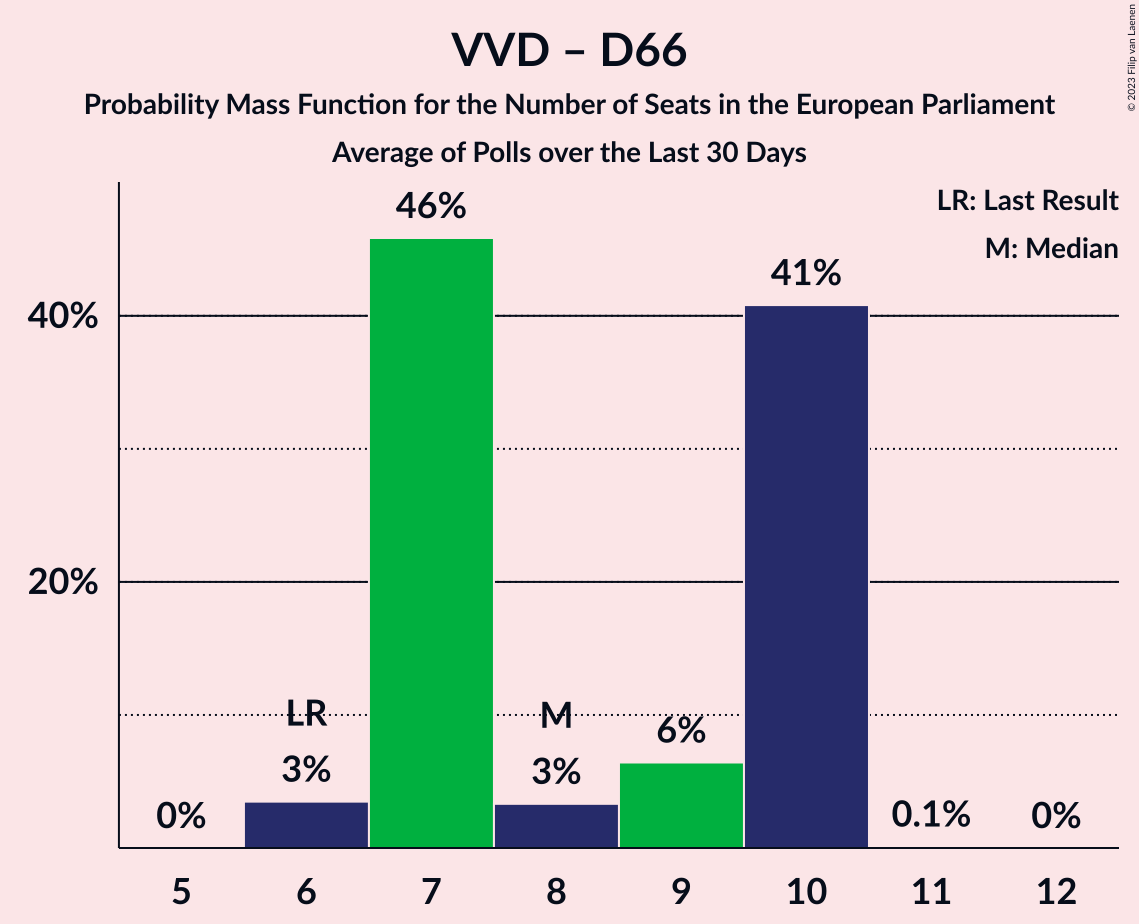 VVD – D66
Probability Mass Function for the Number of Seats in the European Parliament
Average of Polls over the Last 30 Days
© 2023 Filip van Laenen
LR: Last Result
M: Median
46%
41%
40%
20%
LR
M
6%
3%
3%
0%
0.1%
0%
5
6
7
8
9
10
11
12